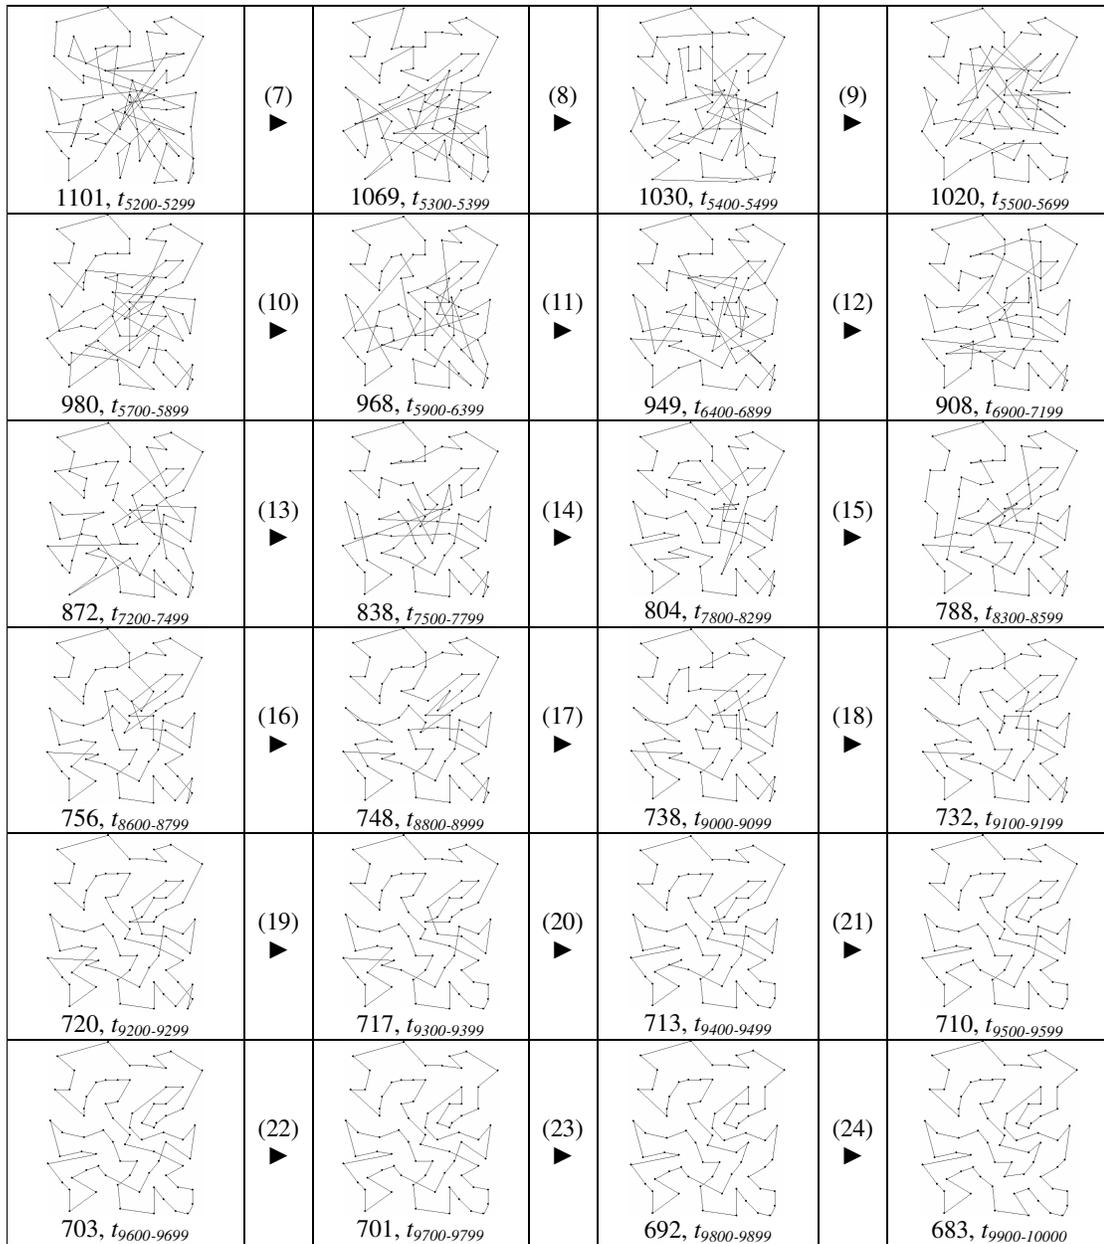 (7) (8) (9)
1101, t5200-5299 1069, t5300-5399 1030, t5400-5499 1020, t5500-5699
(10) (11) (12)
980, t5700-5899 968, t5900-6399 949, t6400-6899 908, t6900-7199
(13) (14) (15)
872, t7200-7499 838, t7500-7799 804, t7800-8299 788, t8300-8599
(16) (17) (18)
756, t8600-8799 748, t8800-8999 738, t9000-9099 732, t9100-9199
(19) (20) (21)
720, t9200-9299 717, t9300-9399 713, t9400-9499 710, t9500-9599
(22) (23) (24)
703, t9600-9699 701, t9700-9799 692, t9800-9899 683, t9900-10000